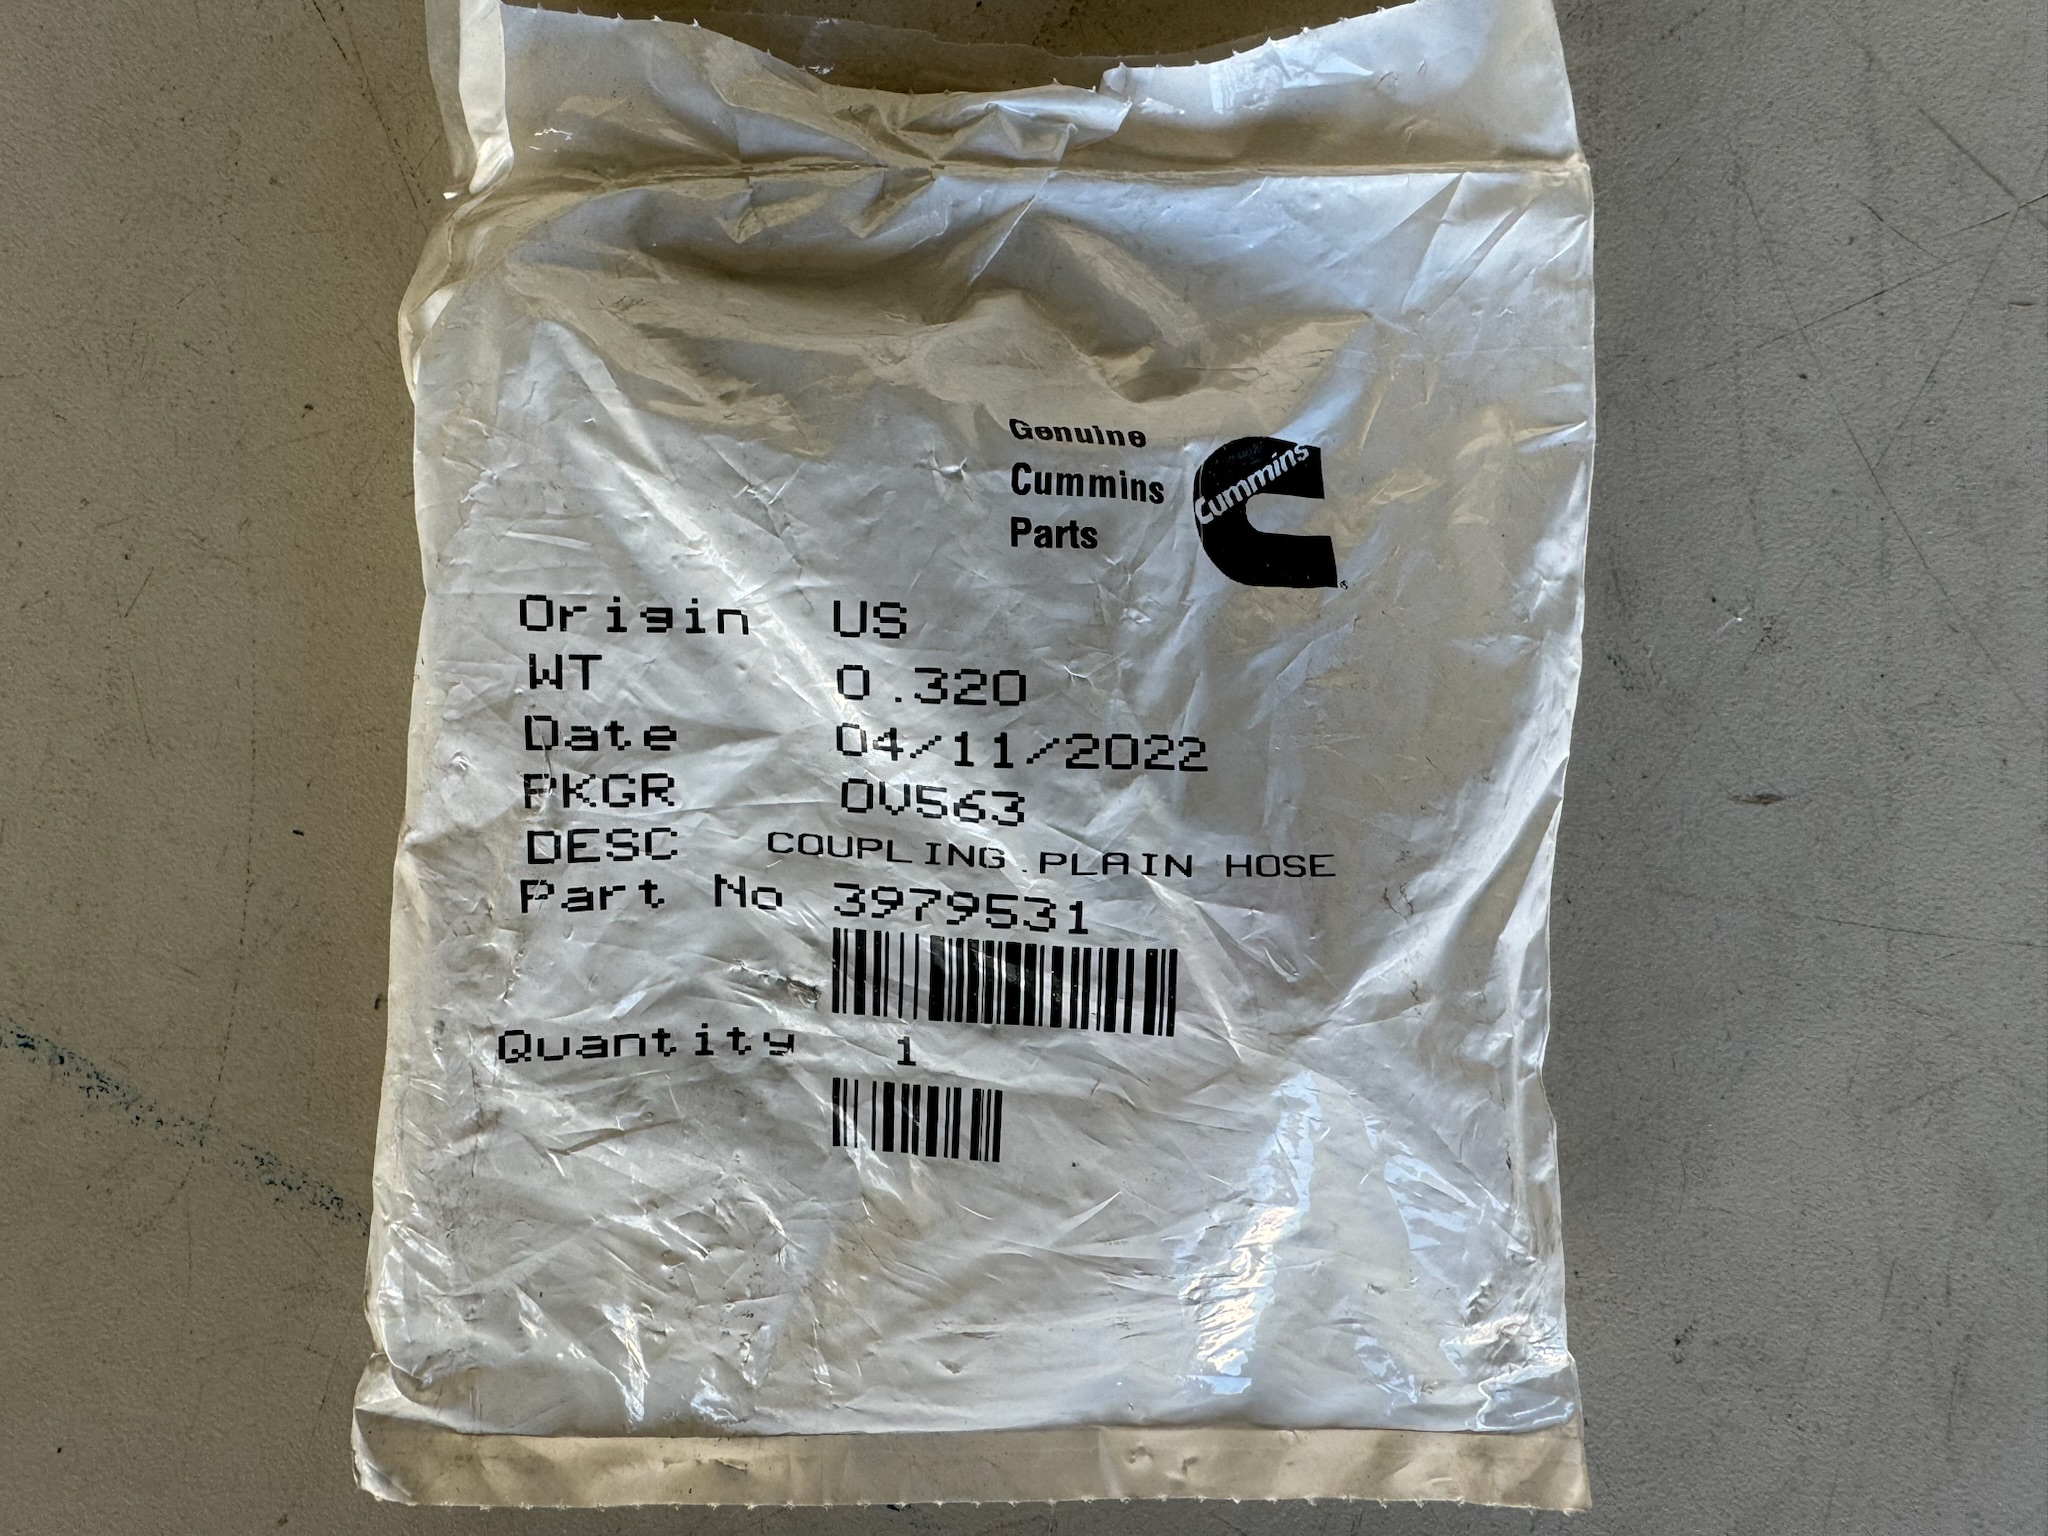 Genuine
Cummins
Parts
Cummins
Origin US
WT 0.320
Date 04/11/2022
PKGR 0V563
DESC COUPLING.PLAIN HOSE
Part No 3979531
Quantity 1